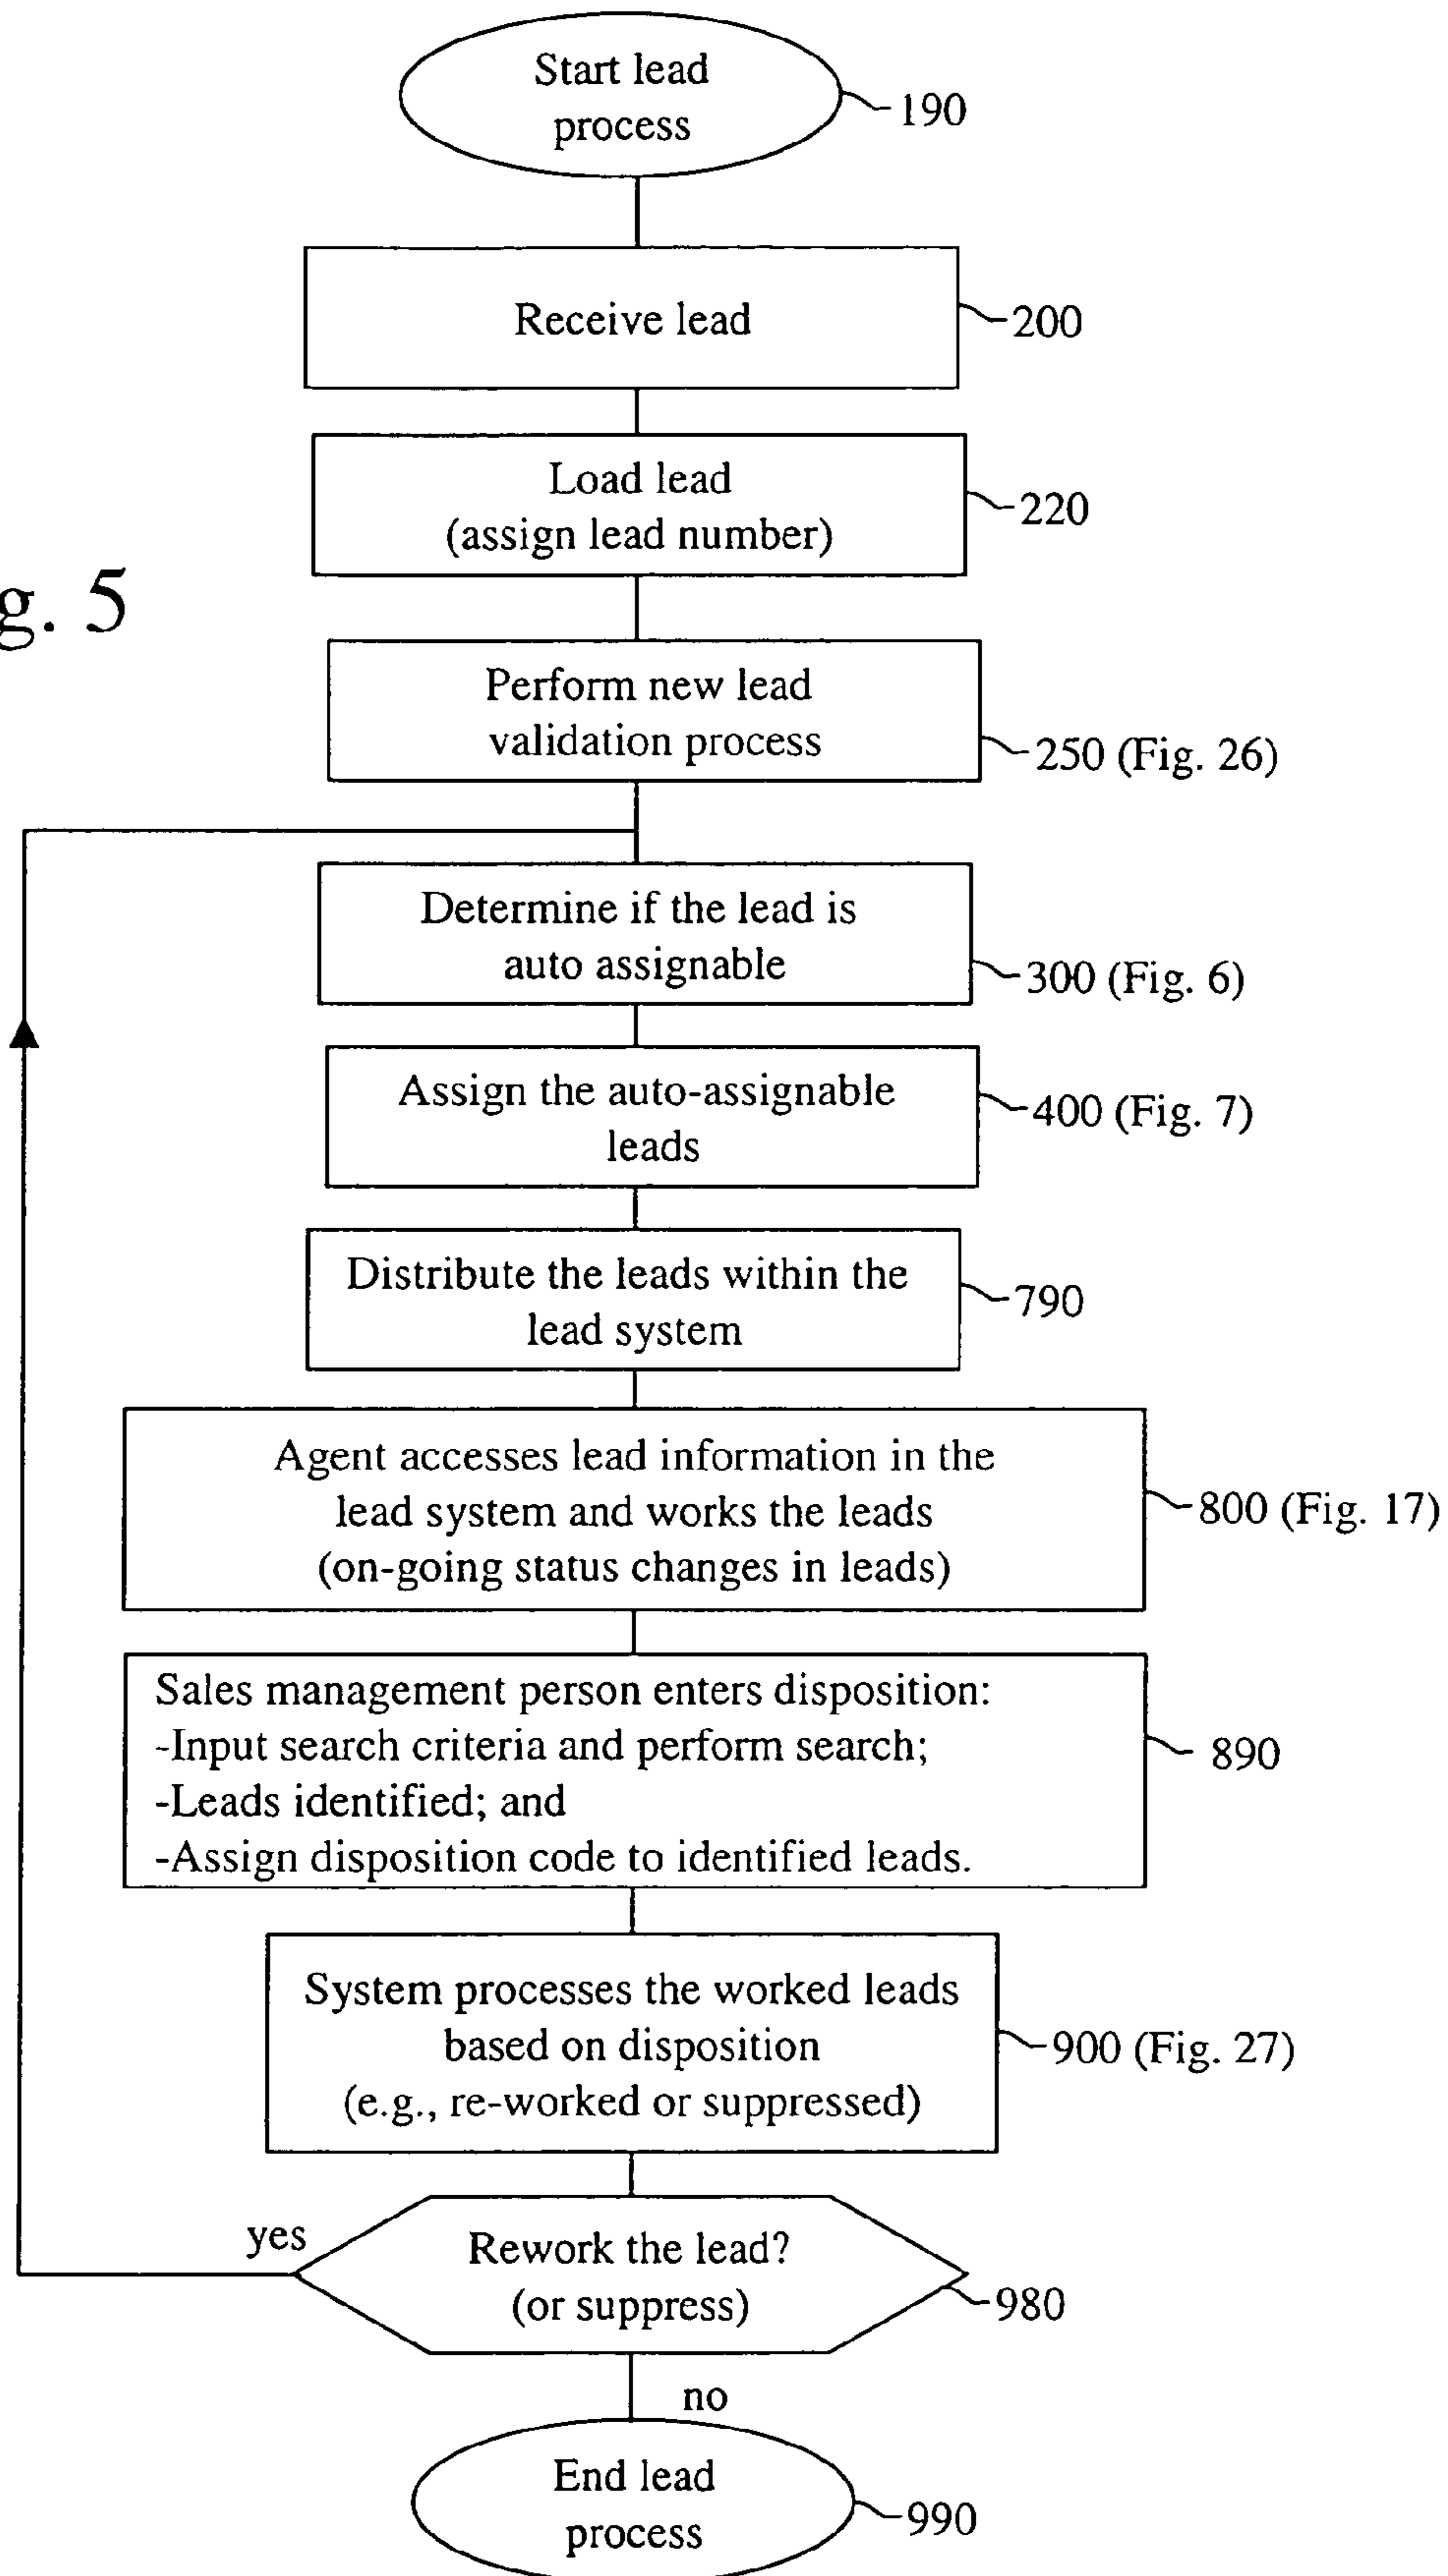 Start lead
process
190
Receive lead
200
Load lead
(assign lead number)
220
g. 5
Perform new lead
validation process
250 (Fig. 26)
Determine if the lead is
auto assignable
300 (Fig. 6)
Assign the auto-assignable
leads
400 (Fig. 7)
Distribute the leads within the
lead system
790
Agent accesses lead information in the
lead system and works the leads
(on-going status changes in leads)
800 (Fig. 17)
Sales management person enters disposition:
-Input search criteria and perform search;
-Leads identified; and
-Assign disposition code to identified leads.
890
System processes the worked leads
based on disposition
(e.g., re-worked or suppressed)
900 (Fig. 27)
yes
Rework the lead?
(or suppress)
980
no
End lead
process
990